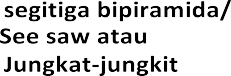 segitiga bipiramida/
See saw atau
Jungkat-jungkit